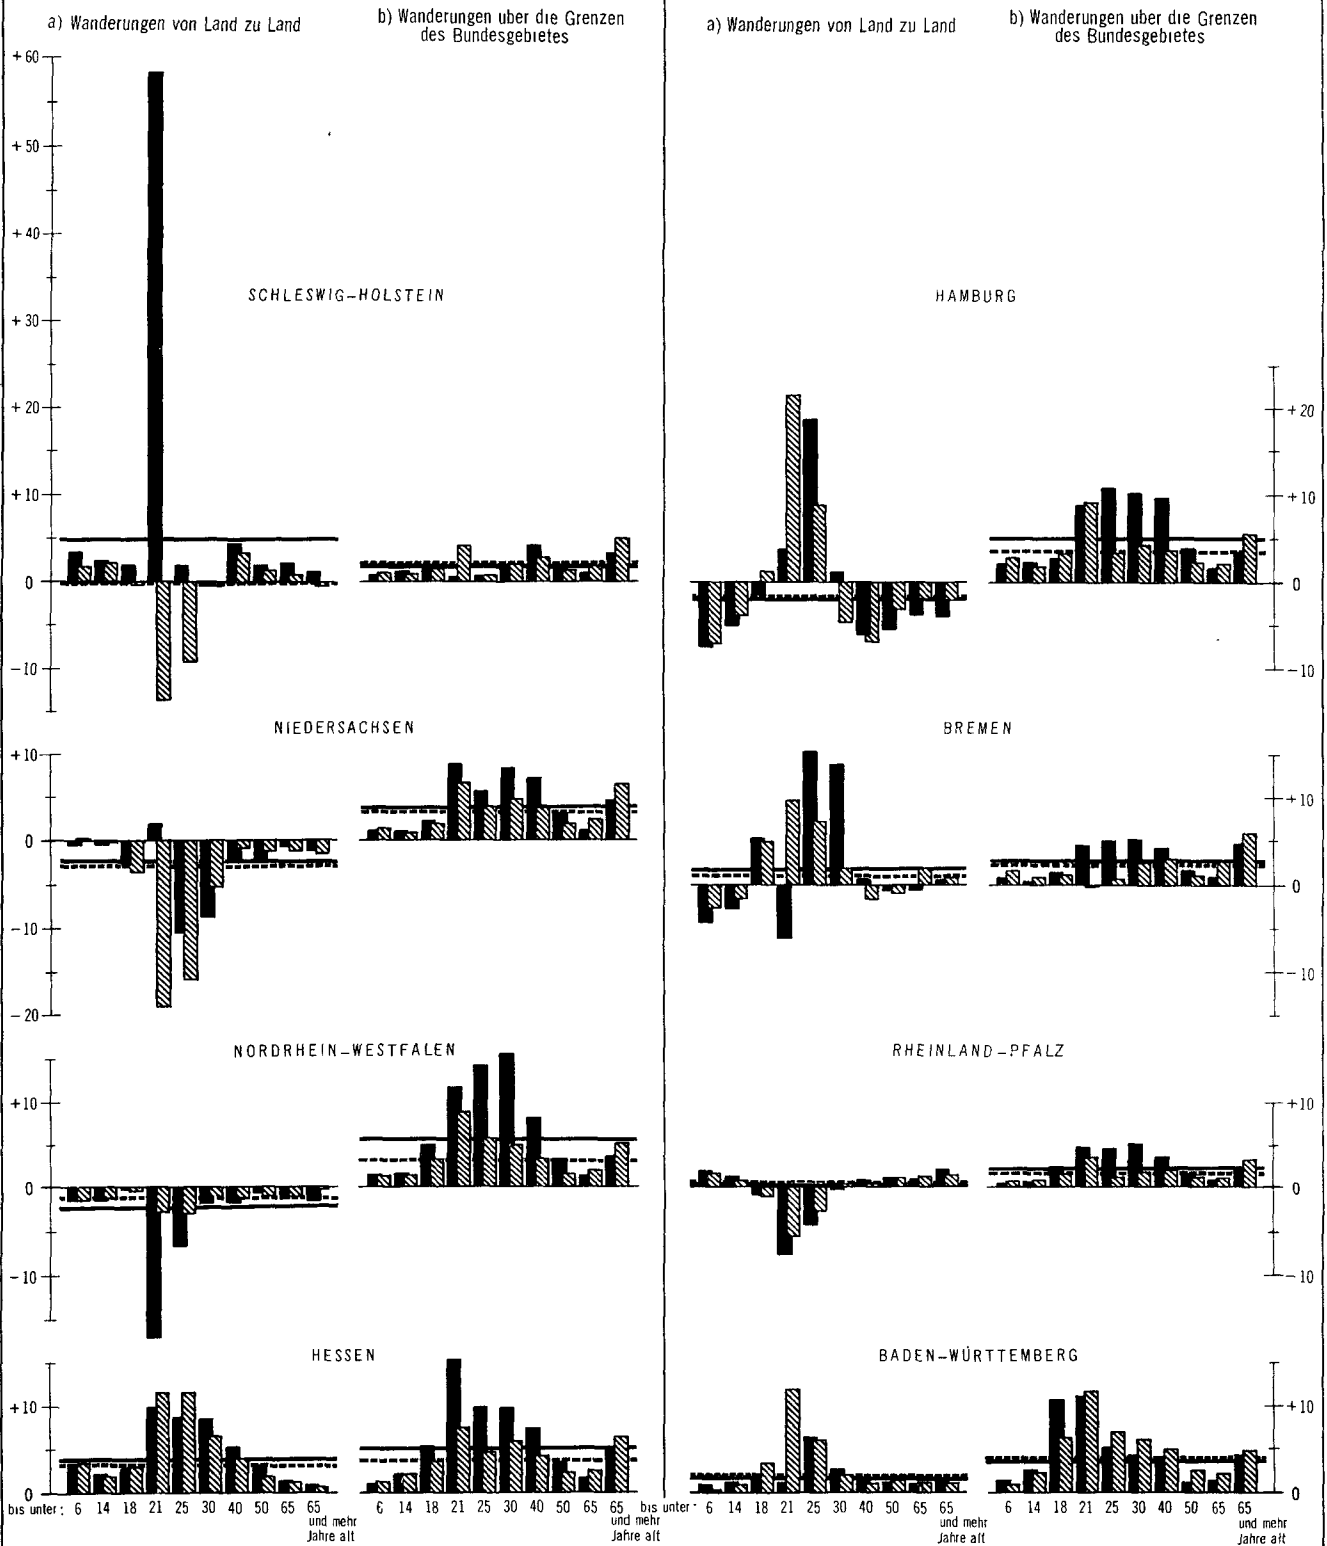 a) Wanderungen von Land zu Land
b) Wanderungen uber die Grenzen
des Bundesgebietes
a) Wanderungen von Land zu Land
b) Wanderungen uber die Grenzen
des Bundesgebietes
+60
+50
+40
+30
+20
+10
0
-10
SCHLESWIG-HOLSTEIN
HAMBURG
+20
+10
0
-10
NIEDERSACHSEN
+10
0
-10
-20
BREMEN
+10
0
-10
NORDRHEIN-WESTFALEN
+10
0
-10
RHEINLAND-PFALZ
+10
0
-10
HESSEN
+10
0
BADEN-WÜRTTEMBERG
+10
0
bis unter: 6 14 18 21 25 30 40 50 65 65
und mehr
Jahre alt
6 14 18 21 25 30 40 50 65 65
und mehr
Jahre alt
bis unter- 6 14 18 21 25 30 40 50 65 65
und mehr
Jahre alt
6 14 18 21 25 30 40 50 65 65
und mehr
Jahre alt